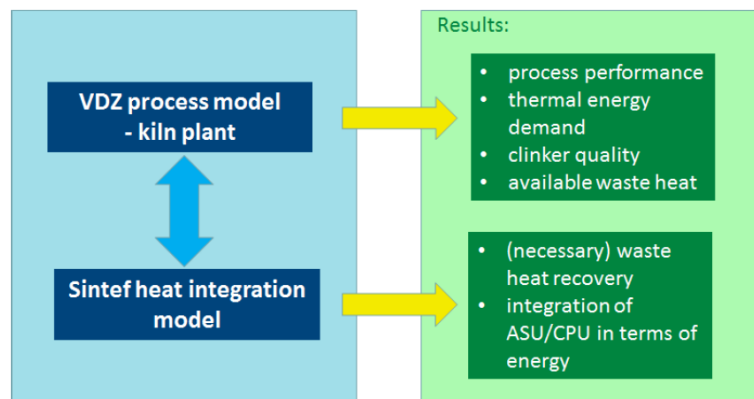 VDZ process model
- kiln plant
Sintef heat integration
model
Results:
• process performance
• thermal energy
demand
• clinker quality
• available waste heat
• (necessary) waste
heat recovery
• integration of
ASU/CPU in terms of
energy